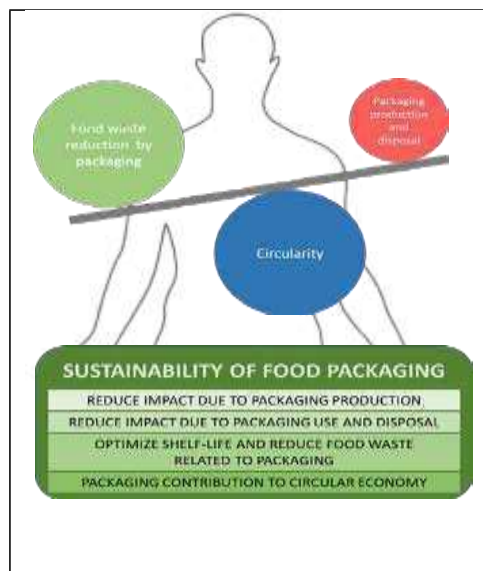 Food waste
reduction by
packaging
Packaging
production
and
disposal
Circularity
SUSTAINABILITY OF FOOD PACKAGING
REDUCE IMPACT DUE TO PACKAGING PRODUCTION
REDUCE IMPACT DUE TO PACKAGING USE AND DISPOSAL
OPTIMIZE SHELF-LIFE AND REDUCE FOOD WASTE
RELATED TO PACKAGING
PACKAGING CONTRIBUTION TO CIRCULAR ECONOMY